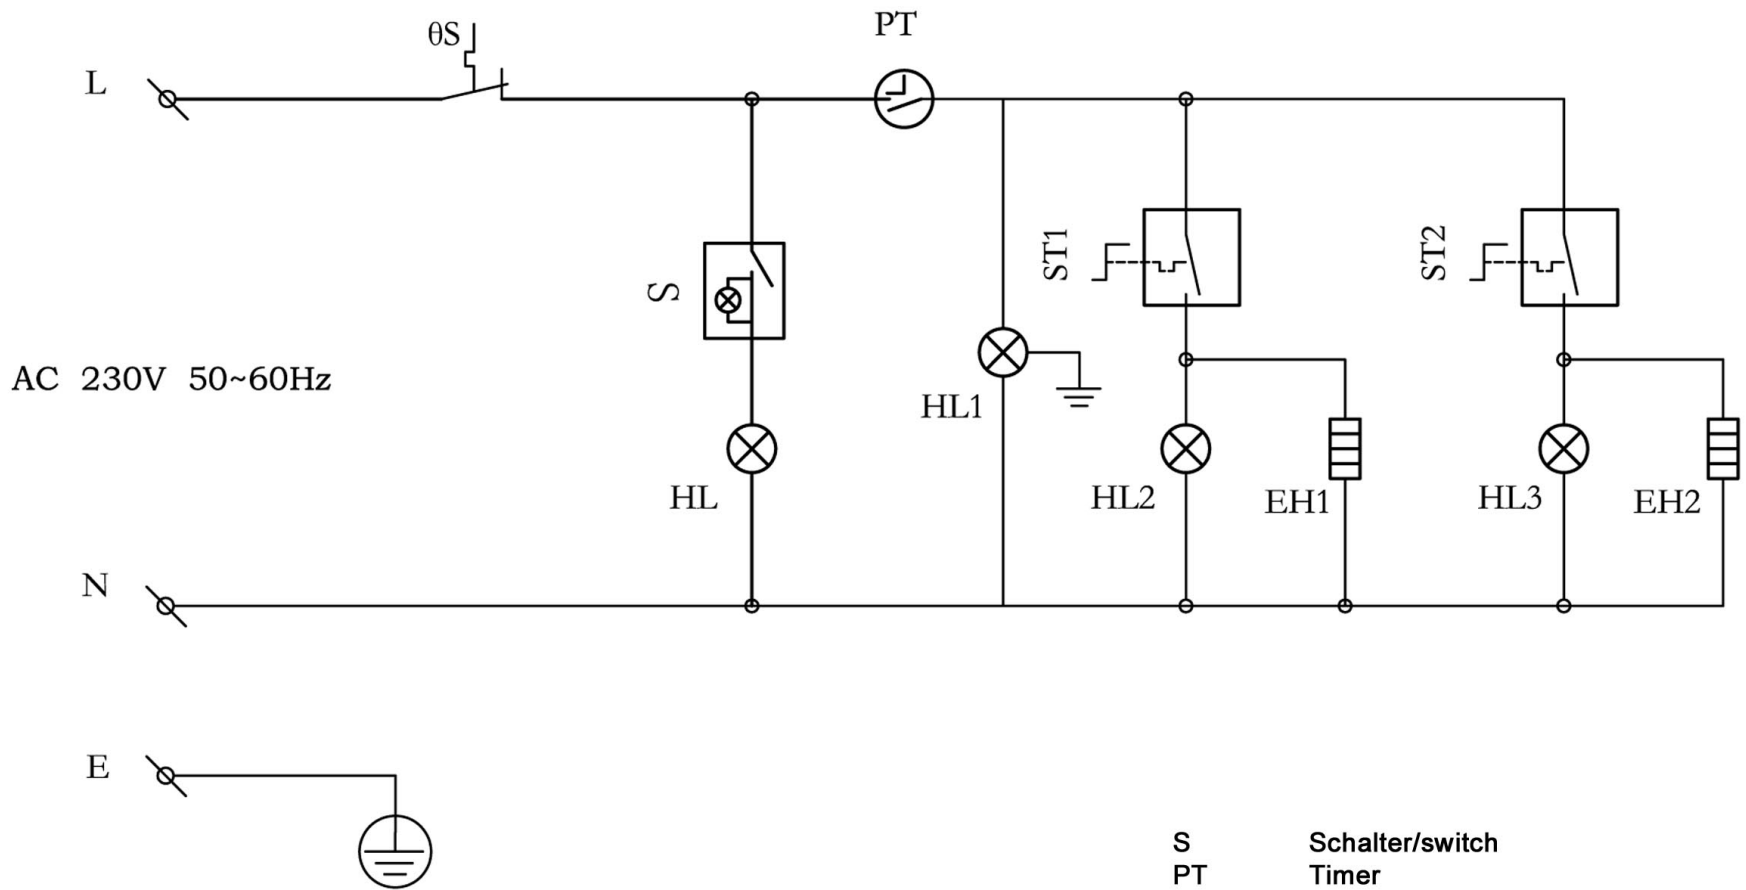 θS
PT
L
S
ST1
ST2
AC 230V 50~60Hz
HL1
HL
HL2
EH1
HL3
EH2
N
E
S Schalter/switch
PT Timer